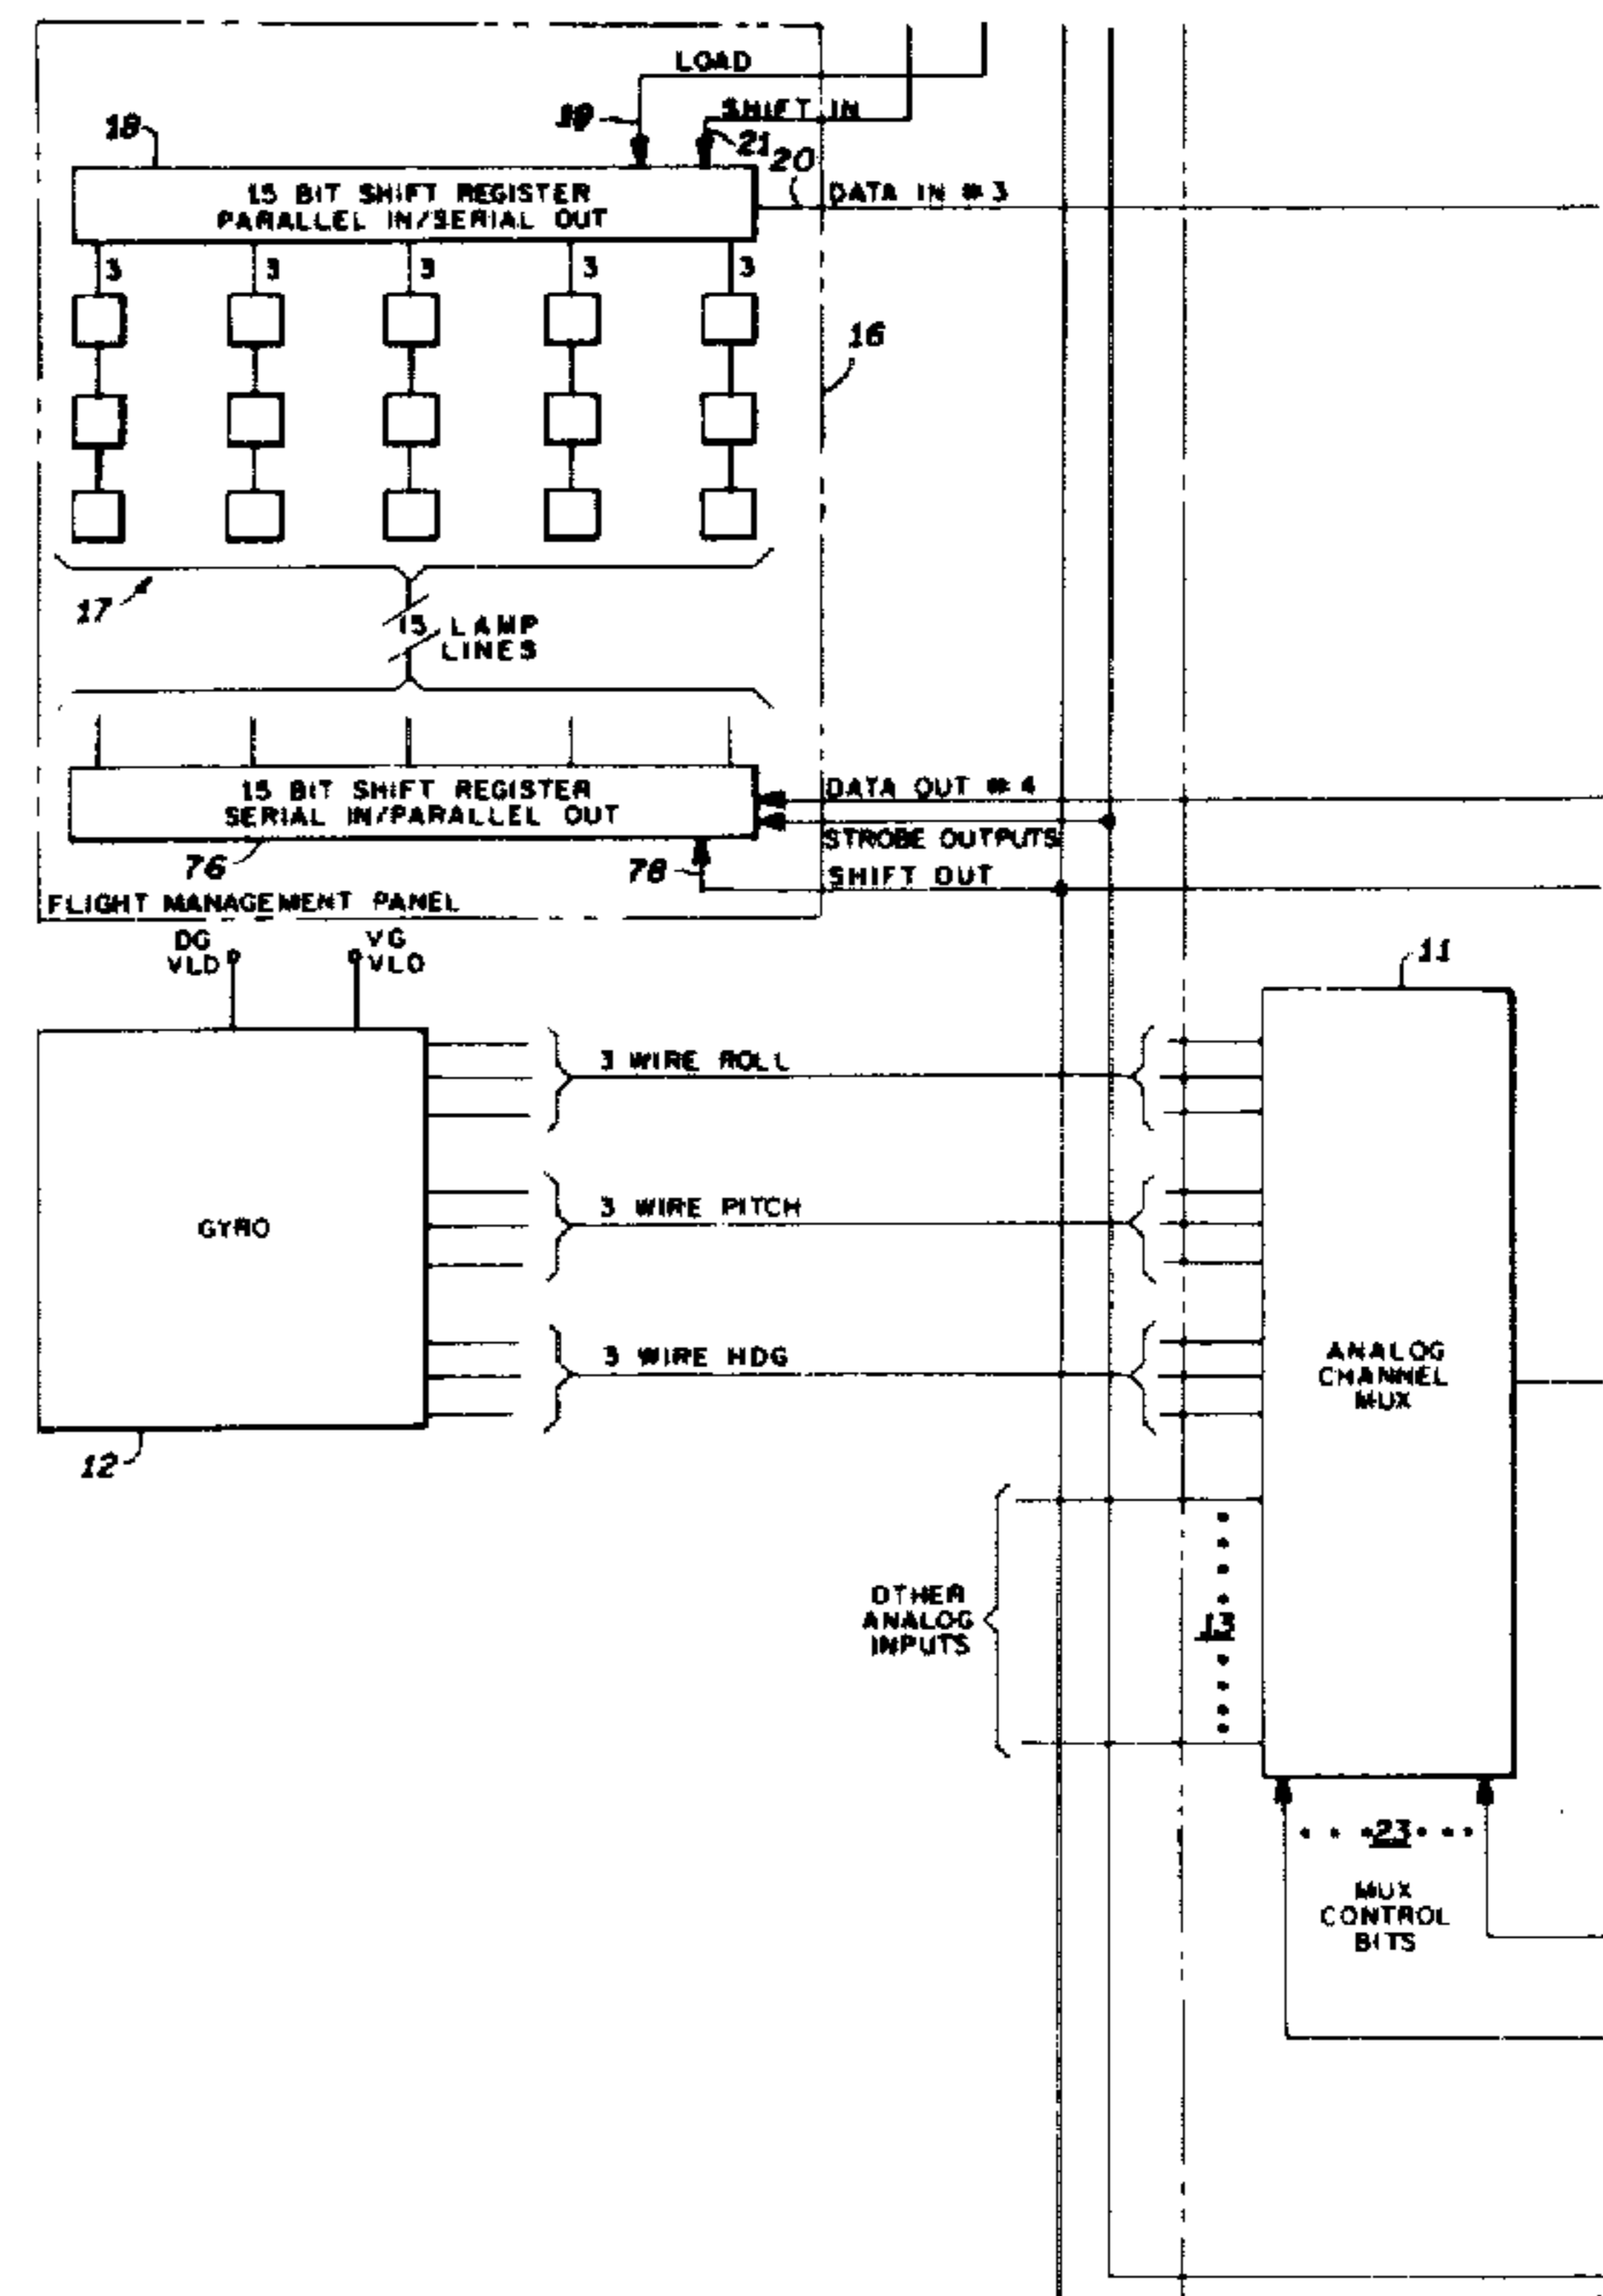 LOAD
19
SHIFT IN
18
21
20
15 BIT SHIFT REGISTER
PARALLEL IN/SERIAL OUT
DATA IN # 3
3 3 3 3 3
16
17
15 LAMP
LINES
15 BIT SHIFT REGISTER
SERIAL IN/PARALLEL OUT
DATA OUT # 4
STROBE OUTPUTS
76
78
SHIFT OUT
FLIGHT MANAGEMENT PANEL
DG
VLD
VG
VLD
11
3 WIRE ROLL
3 WIRE PITCH
GYRO
3 WIRE HDG
ANALOG
CHANNEL
MUX
12
OTHER
ANALOG
INPUTS
13
23
MUX
CONTROL
BITS